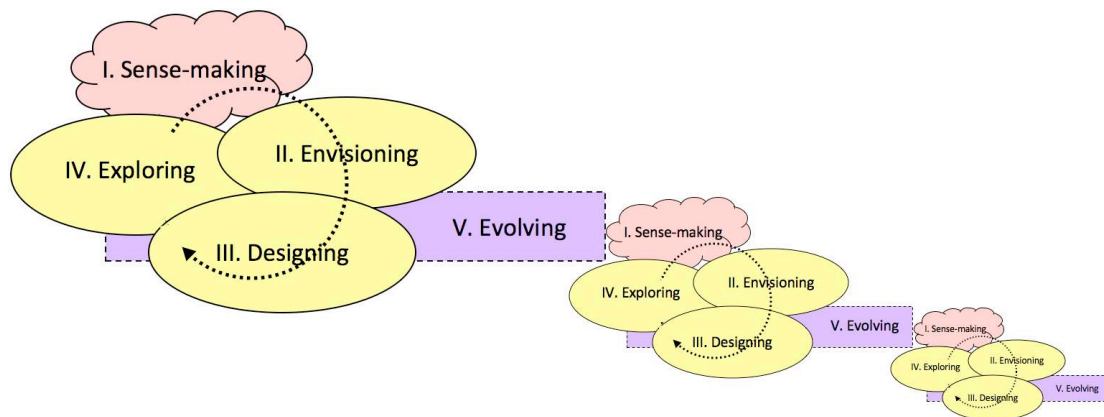 I. Sense-making
II. Envisioning
IV. Exploring
V. Evolving
III. Designing
I. Sense-making
II. Envisioning
IV. Exploring
V. Evolving
III. Designing
I. Sense-making
II. Envisioning
IV. Exploring
V. Evolving
III. Designing